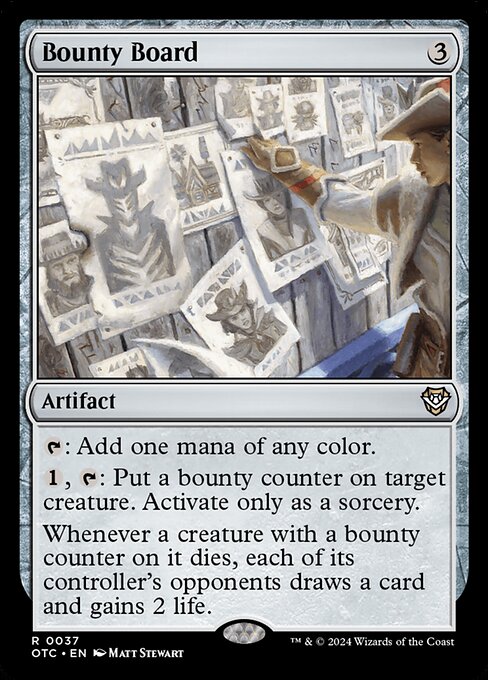 Bounty Board 3
Artifact
: Add one mana of any color.
1, : Put a bounty counter on target
creature. Activate only as a sorcery.
Whenever a creature with a bounty
counter on it dies, each of its
controller's opponents draws a card
and gains 2 life.
R 0037
OTC • EN Matt Stewart
™ & © 2024 Wizards of the Coast